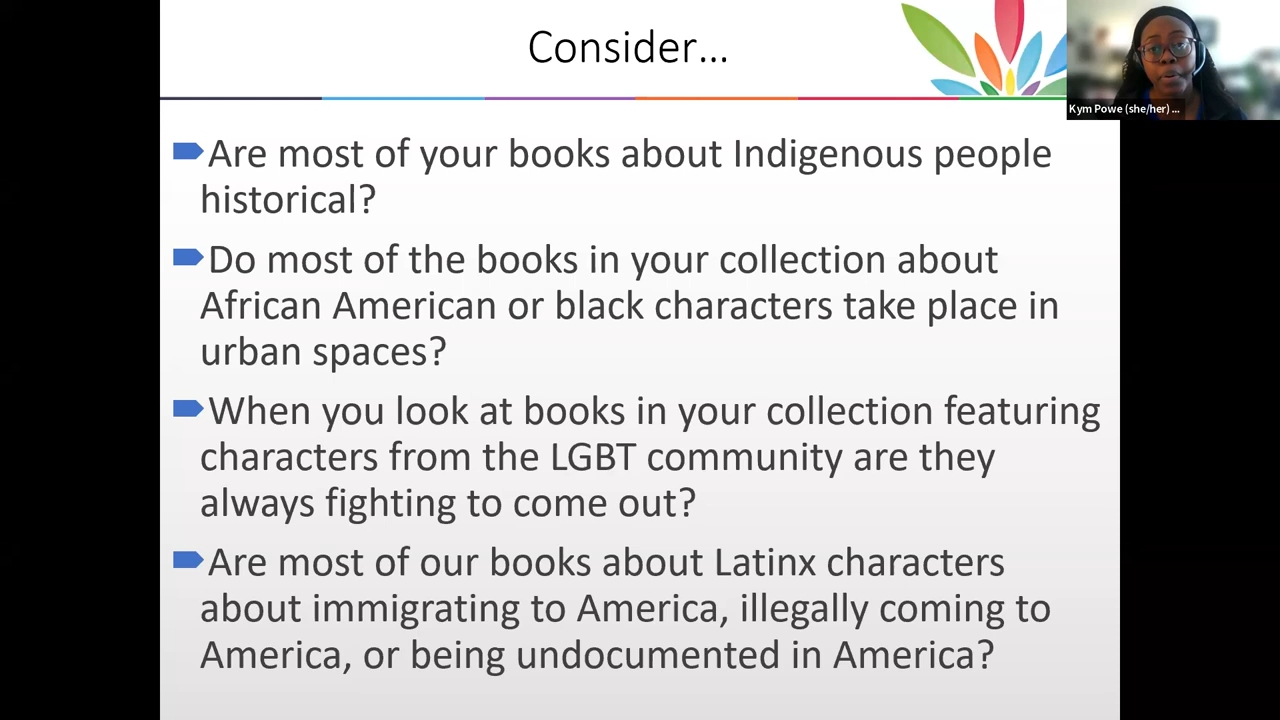 Consider...
Kym Powe (she/her) ...
Are most of your books about Indigenous people
historical?
Do most of the books in your collection about
African American or black characters take place in
urban spaces?
When you look at books in your collection featuring
characters from the LGBT community are they
always fighting to come out?
Are most of our books about Latinx characters
about immigrating to America, illegally coming to
America, or being undocumented in America?